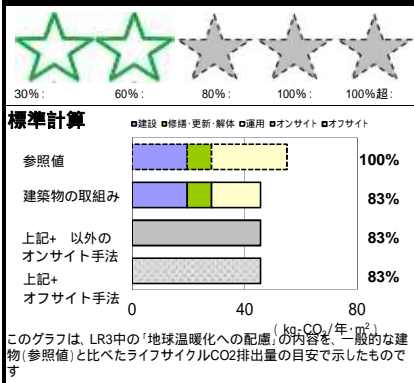 30%: 60%: 80%: 100%: 100%超:
標準計算
建設 修繕・更新・解体 運用 オンサイト オフサイト
参照値 100%
建築物の取組み 83%
上記+ 以外の
オンサイト手法 83%
上記+
オフサイト手法 83%
0 40 80
( kg-CO₂/年・m² )
このグラフは、LR3中の「地球温暖化への配慮」の内容を、一般的な建
物(参照値)と比べたライフサイクルCO2排出量の目安で示したもので
す